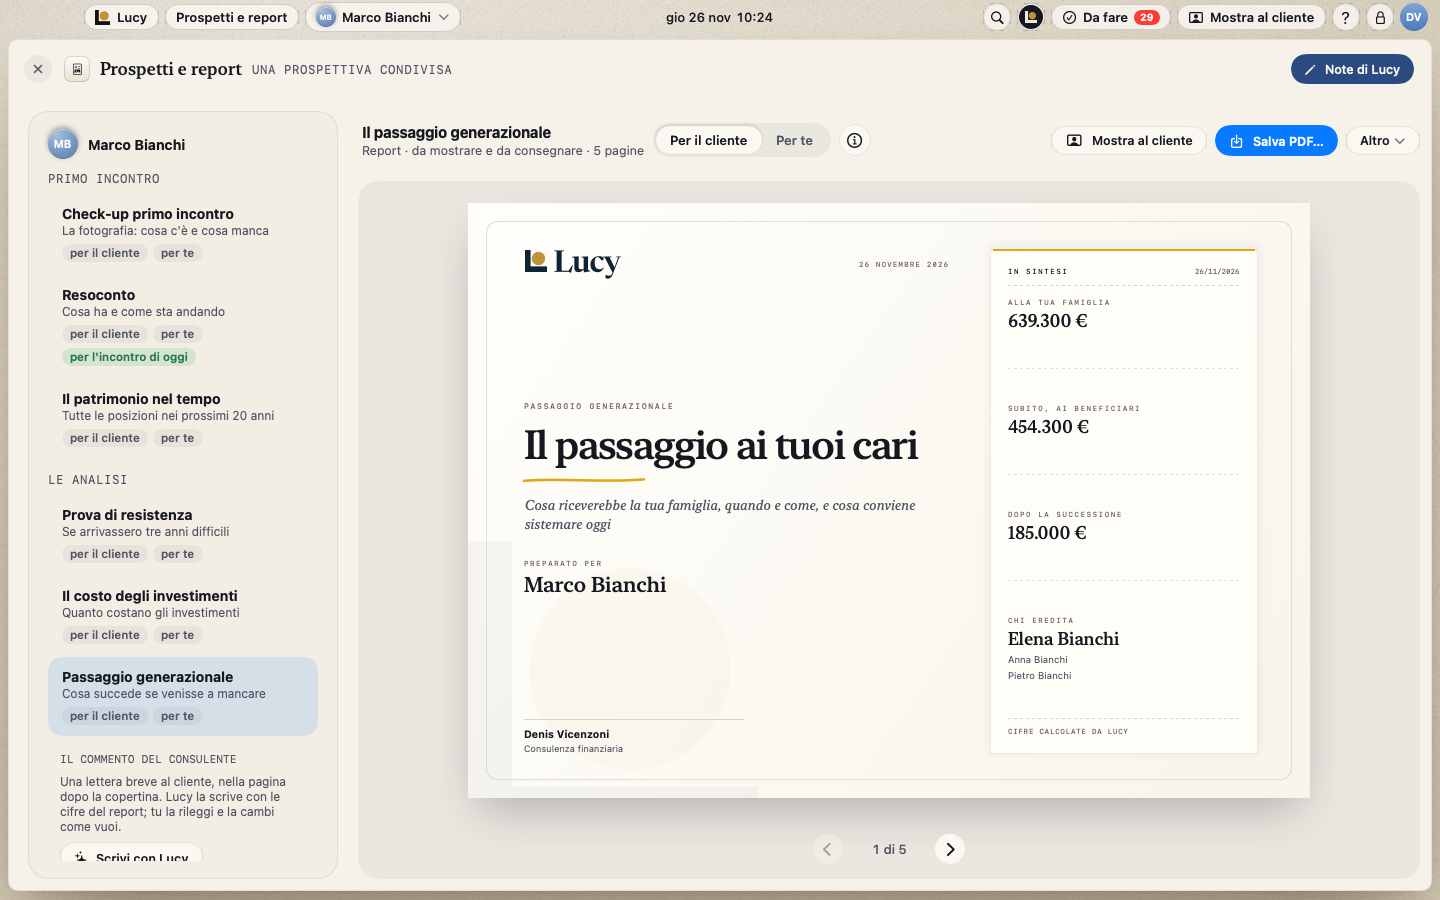 Lucy
Prospetti e report
MB Marco Bianchi
gio 26 nov 10:24
Da fare 29
Mostra al cliente
?
DV
Prospetti e report UNA PROSPETTIVA CONDIVISA
Note di Lucy
MB Marco Bianchi
PRIMO INCONTRO
Check-up primo incontro
La fotografia: cosa c'è e cosa manca
per il cliente per te
Resoconto
Cosa ha e come sta andando
per il cliente per te
per l'incontro di oggi
Il patrimonio nel tempo
Tutte le posizioni nei prossimi 20 anni
per il cliente per te
LE ANALISI
Prova di resistenza
Se arrivassero tre anni difficili
per il cliente per te
Il costo degli investimenti
Quanto costano gli investimenti
per il cliente per te
Passaggio generazionale
Cosa succede se venisse a mancare
per il cliente per te
IL COMMENTO DEL CONSULENTE
Una lettera breve al cliente, nella pagina
dopo la copertina. Lucy la scrive con le
cifre del report; tu la rileggi e la cambi
come vuoi.
Scrivi con Lucy
Il passaggio generazionale
Report · da mostrare e da consegnare · 5 pagine
Per il cliente Per te
Mostra al cliente
Salva PDF...
Altro
Lucy
26 NOVEMBRE 2026
PASSAGGIO GENERAZIONALE
Il passaggio ai tuoi cari
Cosa riceverebbe la tua famiglia, quando e come, e cosa conviene
sistemare oggi
PREPARATO PER
Marco Bianchi
Denis Vicenzoni
Consulenza finanziaria
IN SINTESI 26/11/2026
ALLA TUA FAMIGLIA
639.300 €
SUBITO, AI BENEFICIARI
454.300 €
DOPO LA SUCCESSIONE
185.000 €
CHI EREDITA
Elena Bianchi
Anna Bianchi
Pietro Bianchi
CIFRE CALCOLATE DA LUCY
1 di 5